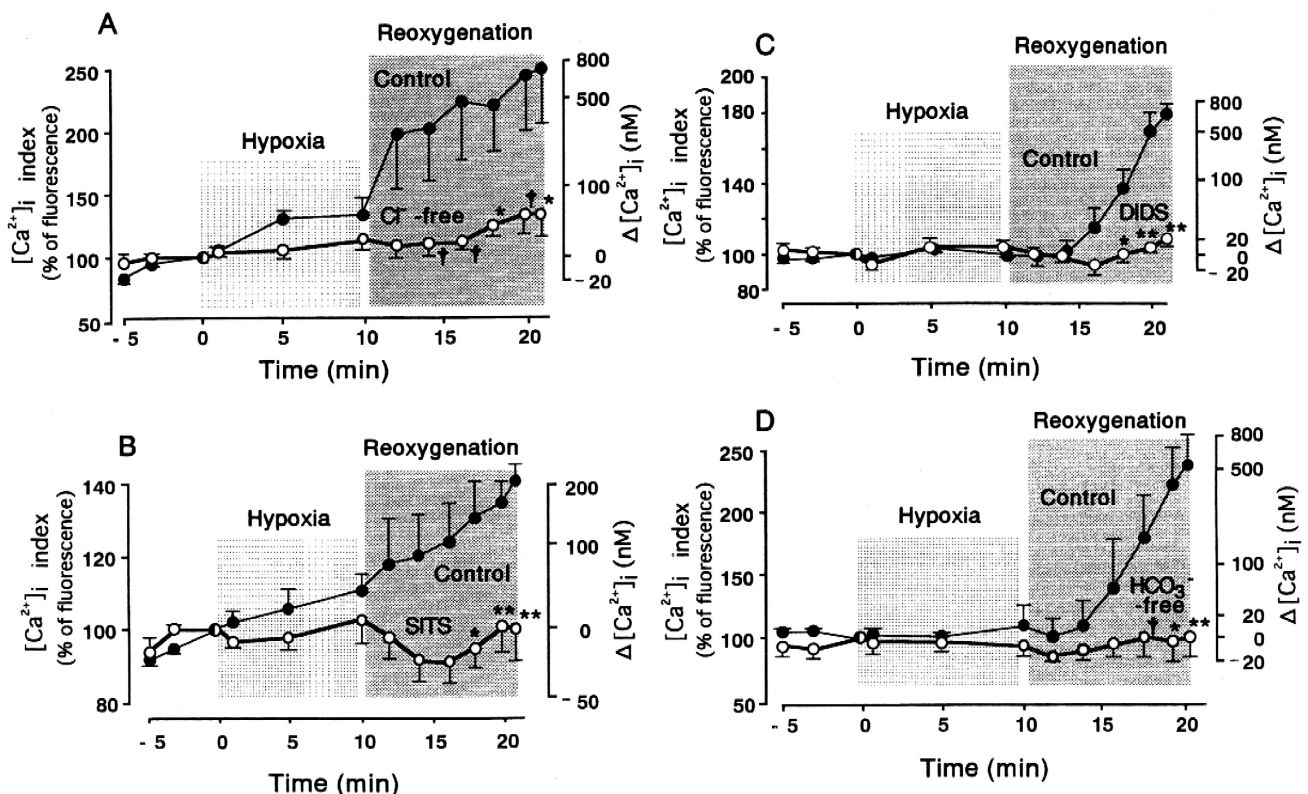 A
Reoxygenation
Control
Hypoxia
Cl⁻-free
† † * † *
[Ca²⁺]ᵢ index
(% of fluorescence)
250
200
150
100
50
800
500
100
0
- 20
Δ [Ca²⁺]ᵢ (nM)
- 5 0 5 10 15 20
Time (min)
C
Reoxygenation
Hypoxia
Control
DIDS
* ** **
[Ca²⁺]ᵢ index
(% of fluorescence)
200
180
160
140
120
100
80
800
500
100
20
0
- 20
Δ [Ca²⁺]ᵢ (nM)
- 5 0 5 10 15 20
Time (min)
B
Reoxygenation
Hypoxia
Control
SITS
* ** **
[Ca²⁺]ᵢ index
(% of fluorescence)
140
120
100
80
200
100
0
- 50
Δ [Ca²⁺]ᵢ (nM)
- 5 0 5 10 15 20
Time (min)
D
Reoxygenation
Hypoxia
Control
HCO₃⁻
-free
† * **
[Ca²⁺]ᵢ index
(% of fluorescence)
250
200
150
100
50
800
500
100
20
0
- 20
Δ [Ca²⁺]ᵢ (nM)
- 5 0 5 10 15 20
Time (min)